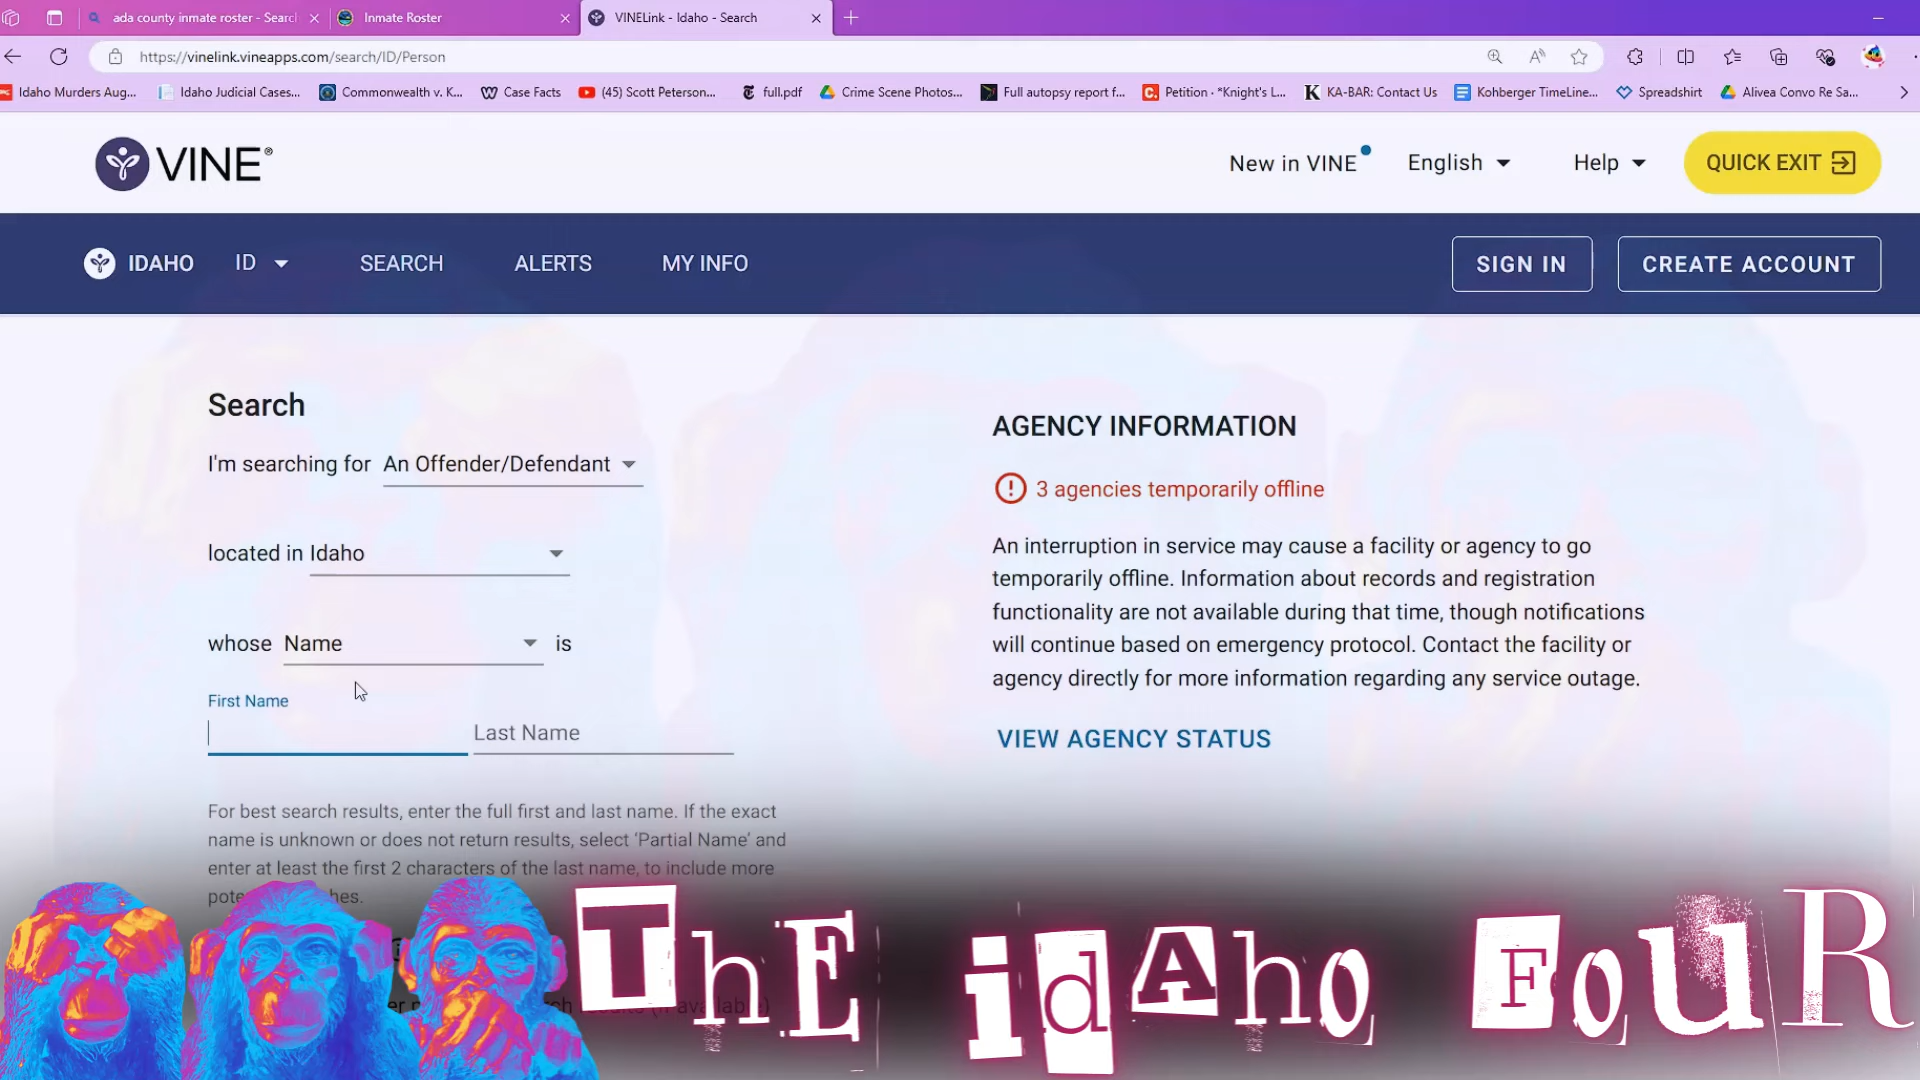 ada county inmate roster - Searc
Inmate Roster
VINELink - Idaho - Search
https://vinelink.vineapps.com/search/ID/Person
Idaho Murders Aug...
Idaho Judicial Cases...
Commonwealth v. K...
Case Facts
(45) Scott Peterson...
full.pdf
Crime Scene Photos...
Full autopsy report f...
Petition · *Knight's L...
KA-BAR: Contact Us
Kohberger TimeLine...
Spreadshirt
Alivea Convo Re Sa...
VINE®
New in VINE
English
Help
QUICK EXIT
IDAHO
ID
SEARCH
ALERTS
MY INFO
SIGN IN
CREATE ACCOUNT
Search
I'm searching for An Offender/Defendant
located in Idaho
whose Name is
First Name
Last Name
For best search results, enter the full first and last name. If the exact
name is unknown or does not return results, select ‘Partial Name’ and
enter at least the first 2 characters of the last name, to include more
AGENCY INFORMATION
3 agencies temporarily offline
An interruption in service may cause a facility or agency to go
temporarily offline. Information about records and registration
functionality are not available during that time, though notifications
will continue based on emergency protocol. Contact the facility or
agency directly for more information regarding any service outage.
VIEW AGENCY STATUS
ThE idAho FouR